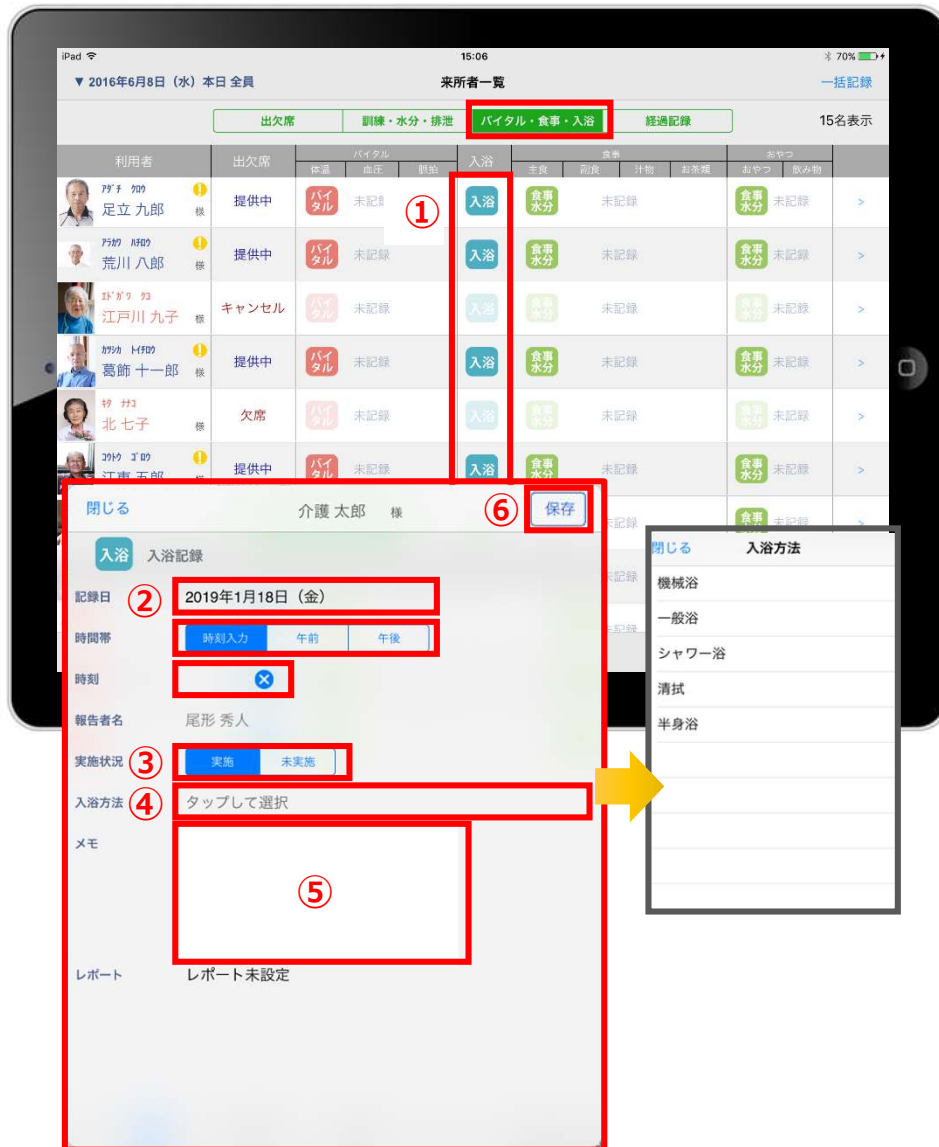 iPad 15:06 70%
▼ 2016年6月8日（水）本日 全員 来所者一覧 一括記録
出欠席 訓練・水分・排泄 バイタル・食事・入浴 経過記録 15名表示
利用者 出欠席 バイタル 入浴 食事 おやつ
体温 血圧 脈拍 主食 副食 汁物 お茶類 おやつ 飲み物
ｱﾀﾞﾁ ｸﾛｳ
足立 九郎 様 提供中 バイタル 未記 ① 入浴 食事水分 未記録 食事水分 未記録 >
ｱﾗｶﾜ ﾊﾁﾛｳ
荒川 八郎 様 提供中 バイタル 未記録 入浴 食事水分 未記録 食事水分 未記録 >
ｴﾄﾞｶﾞﾜ ｸｺ
江戸川 九子 様 キャンセル バイタル 未記録 入浴 食事水分 未記録 食事水分 未記録 >
ｶﾂｼｶ ﾄｲﾁﾛｳ
葛飾 十一郎 様 提供中 バイタル 未記録 入浴 食事水分 未記録 食事水分 未記録 >
ｷﾀ ﾅﾅｺ
北 七子 様 欠席 バイタル 未記録 入浴 食事水分 未記録 食事水分 未記録 >
ｺｳﾄｳ ｺﾞﾛｳ
江東 五郎 提供中 バイタル 未記録 入浴 食事水分 未記録 食事水分 未記録 >
未記録 食事 未記録
未記録
未記録
閉じる 介護 太郎 様 ⑥ 保存
入浴 入浴記録
記録日 ② 2019年1月18日（金）
時間帯 時刻入力 午前 午後
時刻
報告者名 尾形 秀人
実施状況 ③ 実施 未実施
入浴方法 ④ タップして選択
メモ
⑤
レポート レポート未設定
閉じる 入浴方法
機械浴
一般浴
シャワー浴
清拭
半身浴